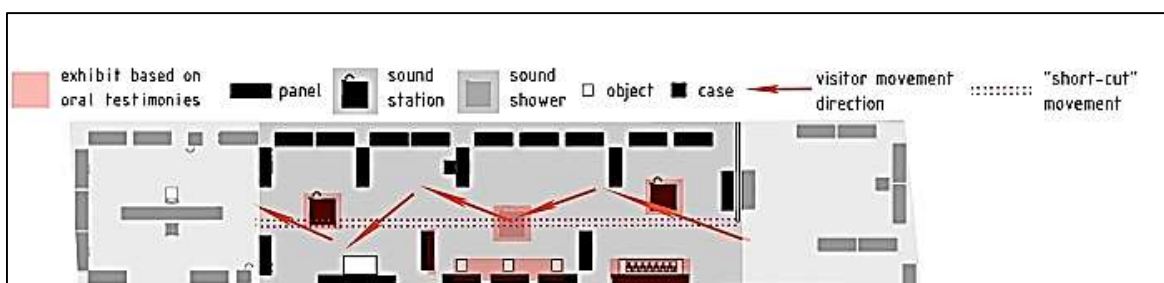 exhibit based on
oral testimonies
panel
sound
station
sound
shower
object
case
visitor movement
direction
"short-cut"
movement